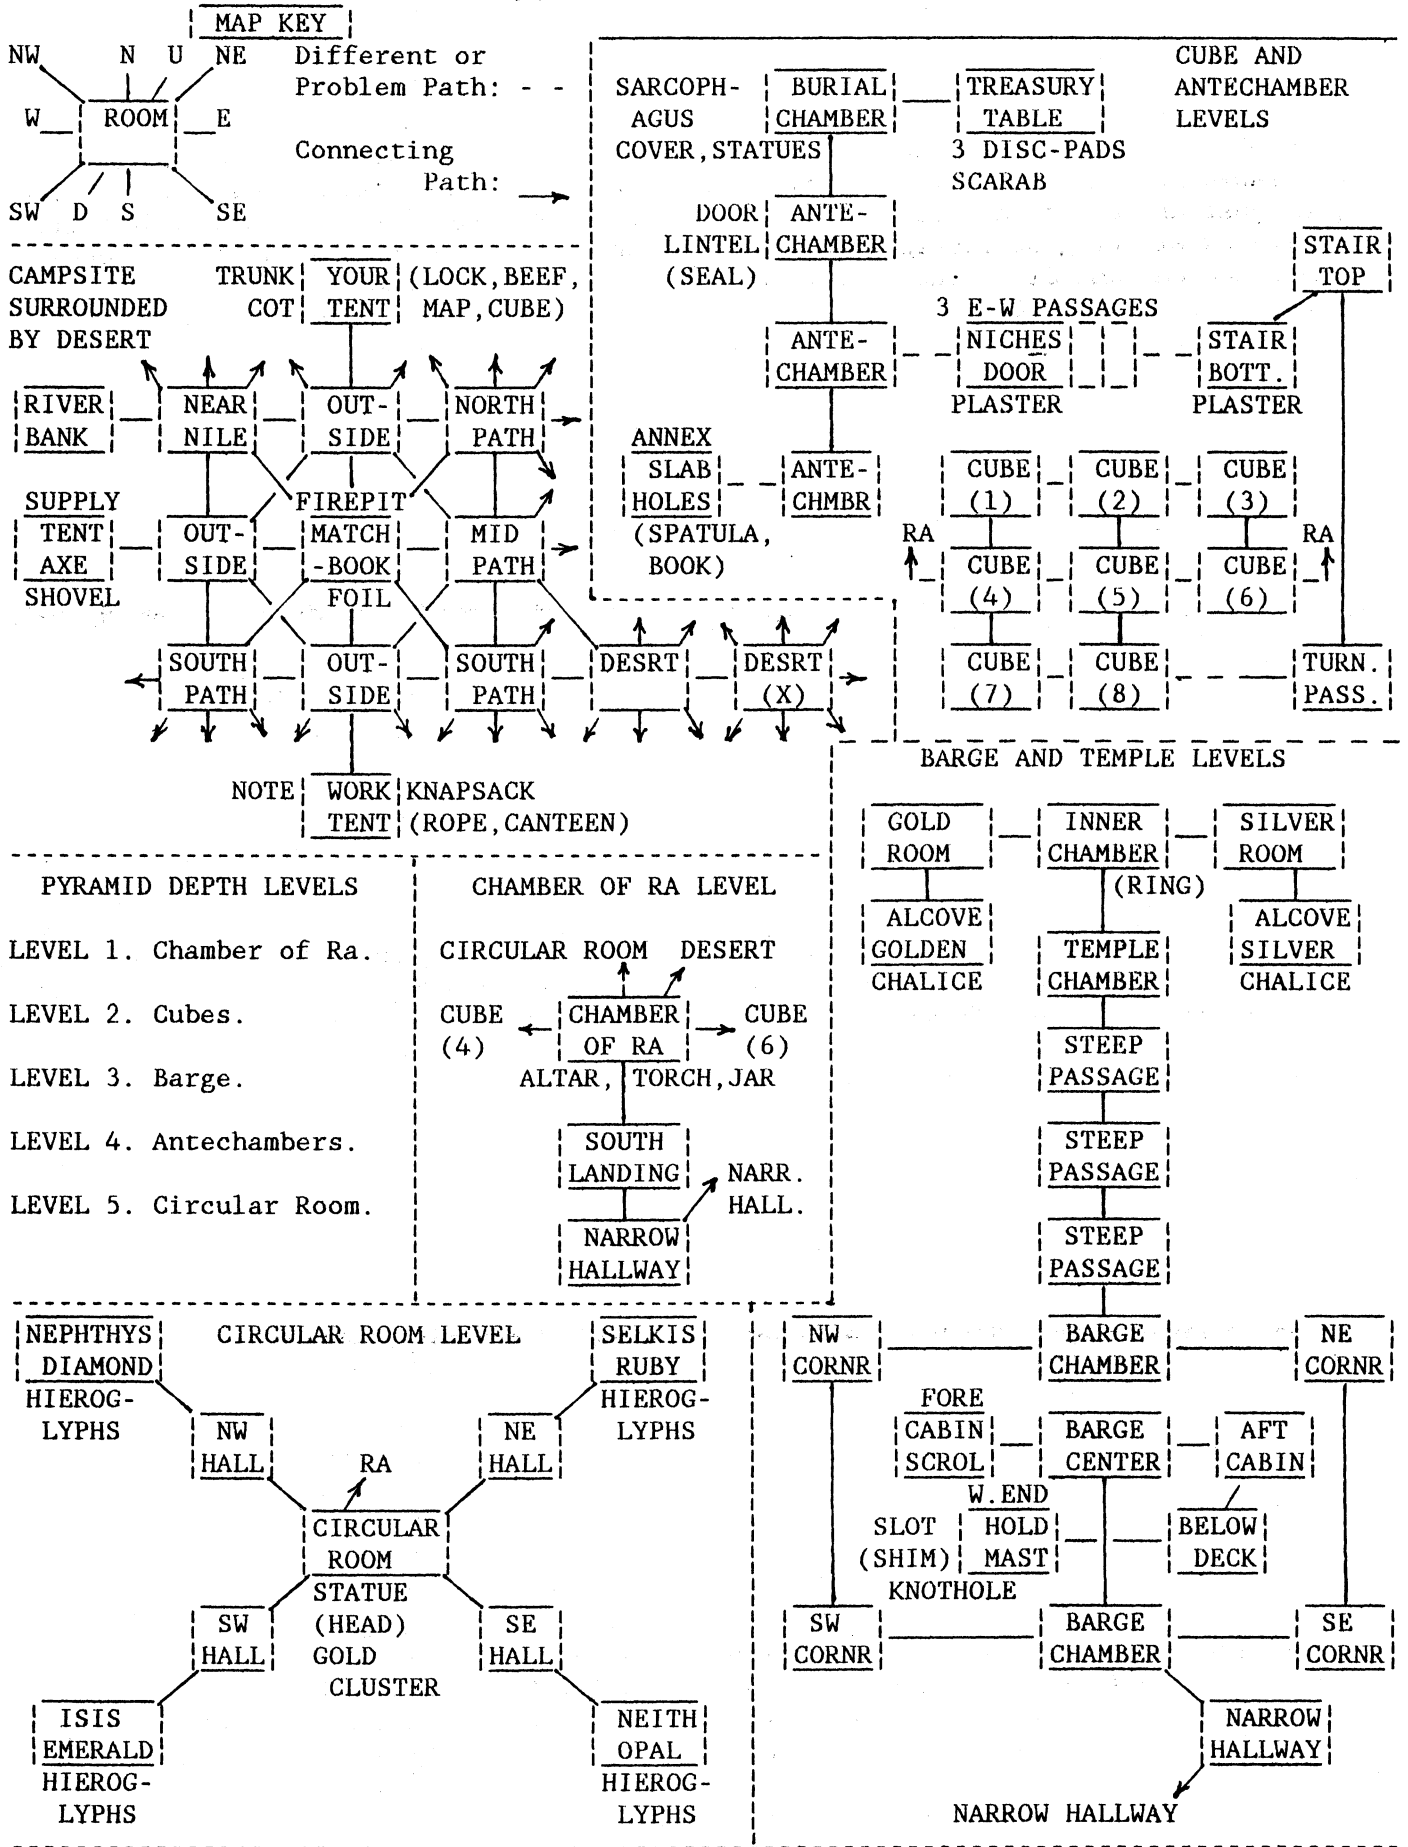 MAP KEY
NW N U NE
W ROOM E
SW D S SE
Different or
Problem Path: - -
Connecting
Path:
CAMPSITE
SURROUNDED
BY DESERT
TRUNK YOUR (LOCK, BEEF,
COT TENT MAP, CUBE)
RIVER NEAR OUT- NORTH
BANK NILE SIDE PATH
SUPPLY FIREPIT
TENT OUT- MATCH MID
AXE SIDE -BOOK PATH
SHOVEL FOIL
SOUTH OUT- SOUTH DESRT DESRT
PATH SIDE PATH (X)
NOTE WORK KNAPSACK
TENT (ROPE, CANTEEN)
CUBE AND
ANTECHAMBER
LEVELS
SARCOPH- BURIAL TREASURY
AGUS CHAMBER TABLE
COVER, STATUES 3 DISC-PADS
SCARAB
DOOR ANTE-
LINTEL CHAMBER
(SEAL)
STAIR
TOP
3 E-W PASSAGES
ANTE- NICHES STAIR
CHAMBER DOOR BOTT.
PLASTER PLASTER
ANNEX
SLAB ANTE-
HOLES CHMBR
(SPATULA,
BOOK)
CUBE CUBE CUBE
(1) (2) (3)
RA RA
CUBE CUBE CUBE
(4) (5) (6)
CUBE CUBE TURN.
(7) (8) PASS.
PYRAMID DEPTH LEVELS
LEVEL 1. Chamber of Ra.
LEVEL 2. Cubes.
LEVEL 3. Barge.
LEVEL 4. Antechambers.
LEVEL 5. Circular Room.
CHAMBER OF RA LEVEL
CIRCULAR ROOM DESERT
CUBE CHAMBER CUBE
(4) OF RA (6)
ALTAR, TORCH, JAR
SOUTH
LANDING NARR.
HALL.
NARROW
HALLWAY
BARGE AND TEMPLE LEVELS
GOLD INNER SILVER
ROOM CHAMBER ROOM
(RING)
ALCOVE ALCOVE
GOLDEN TEMPLE SILVER
CHALICE CHAMBER CHALICE
STEEP
PASSAGE
STEEP
PASSAGE
STEEP
PASSAGE
NW BARGE NE
CORNR CHAMBER CORNR
FORE
CABIN BARGE AFT
SCROL CENTER CABIN
W. END
SLOT HOLD BELOW
(SHIM) MAST DECK
KNOTHOLE
SW BARGE SE
CORNR CHAMBER CORNR
NARROW
HALLWAY
NARROW HALLWAY
NEPHTHYS CIRCULAR ROOM LEVEL SELKIS
DIAMOND RUBY
HIEROG- HIEROG-
LYPHS LYPHS
NW NE
HALL RA HALL
CIRCULAR
ROOM
STATUE
SW (HEAD) SE
HALL GOLD HALL
CLUSTER
ISIS NEITH
EMERALD OPAL
HIEROG- HIEROG-
LYPHS LYPHS